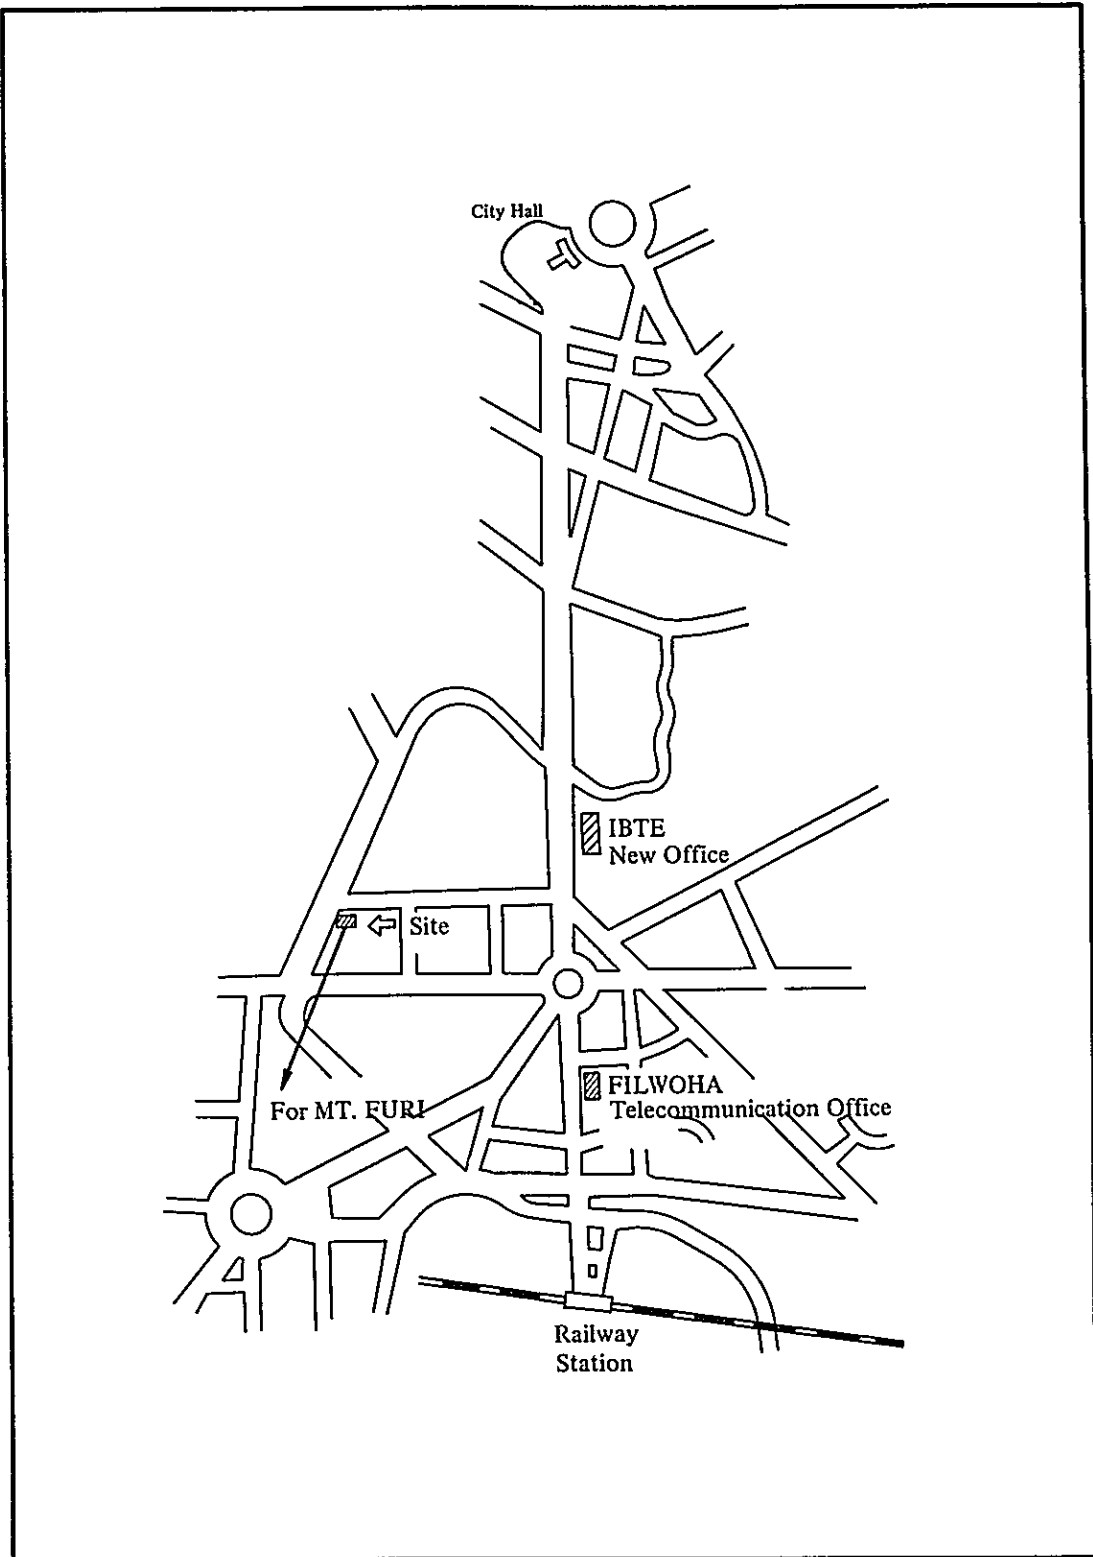 City Hall
IBTE
New Office
Site
FILWOHA
Telecommunication Office
For MT. FURI
Railway
Station